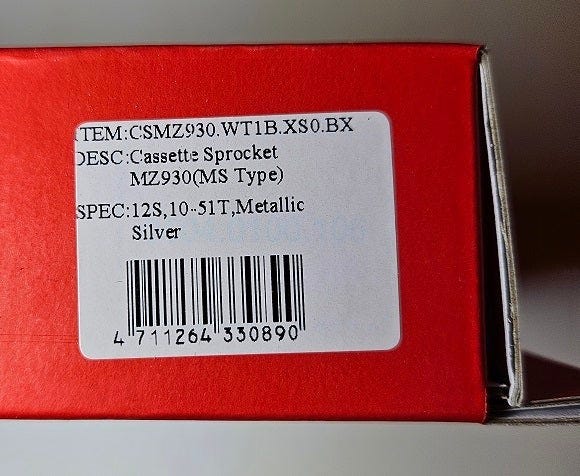 TEM:CSMZ930.WT1B.XS0.BX
DESC:Cassette Sprocket
MZ930(MS Type)
SPEC:12S,10-51T,Metallic
Silver
4 711264 330890